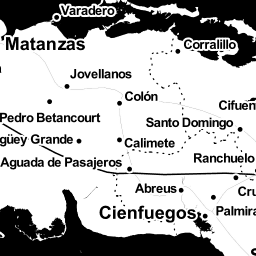 Varadero
Matanzas
Corralillo
Jovellanos
Colón
Cifuen
Pedro Betancourt
Santo Domingo
güey Grande
Calimete
Ranchuelo
Aguada de Pasajeros
Abreus
Cru
Cienfuegos
Palmira